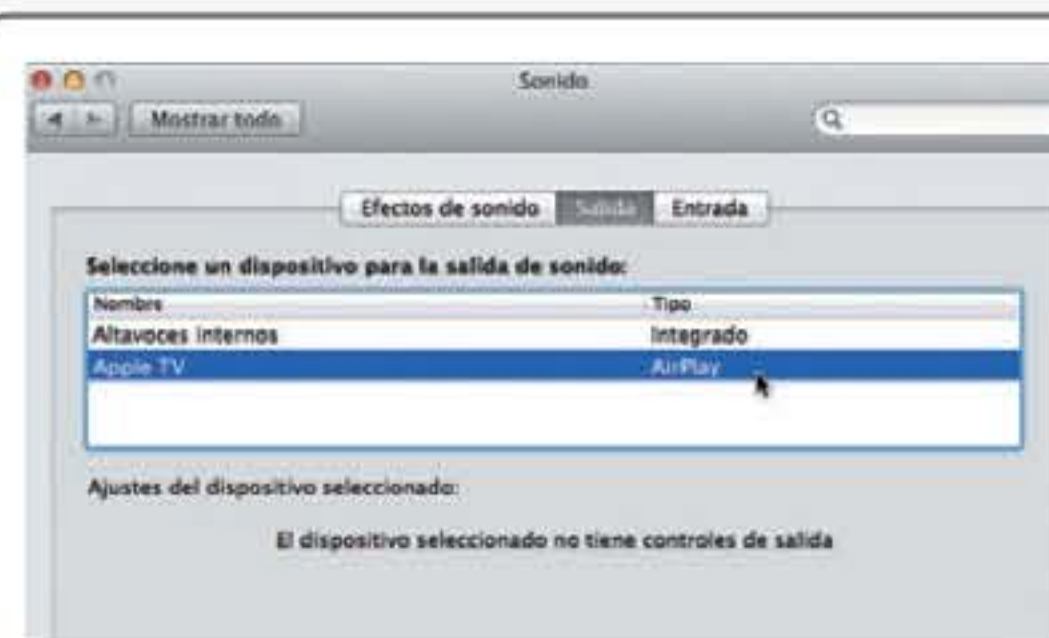 Sonido
Mostrar todo
Efectos de sonido Salida Entrada
Seleccione un dispositivo para la salida de sonido:
Nombre Tipo
Altavoces internos Integrado
Apple TV AirPlay
Ajustes del dispositivo seleccionado:
El dispositivo seleccionado no tiene controles de salida